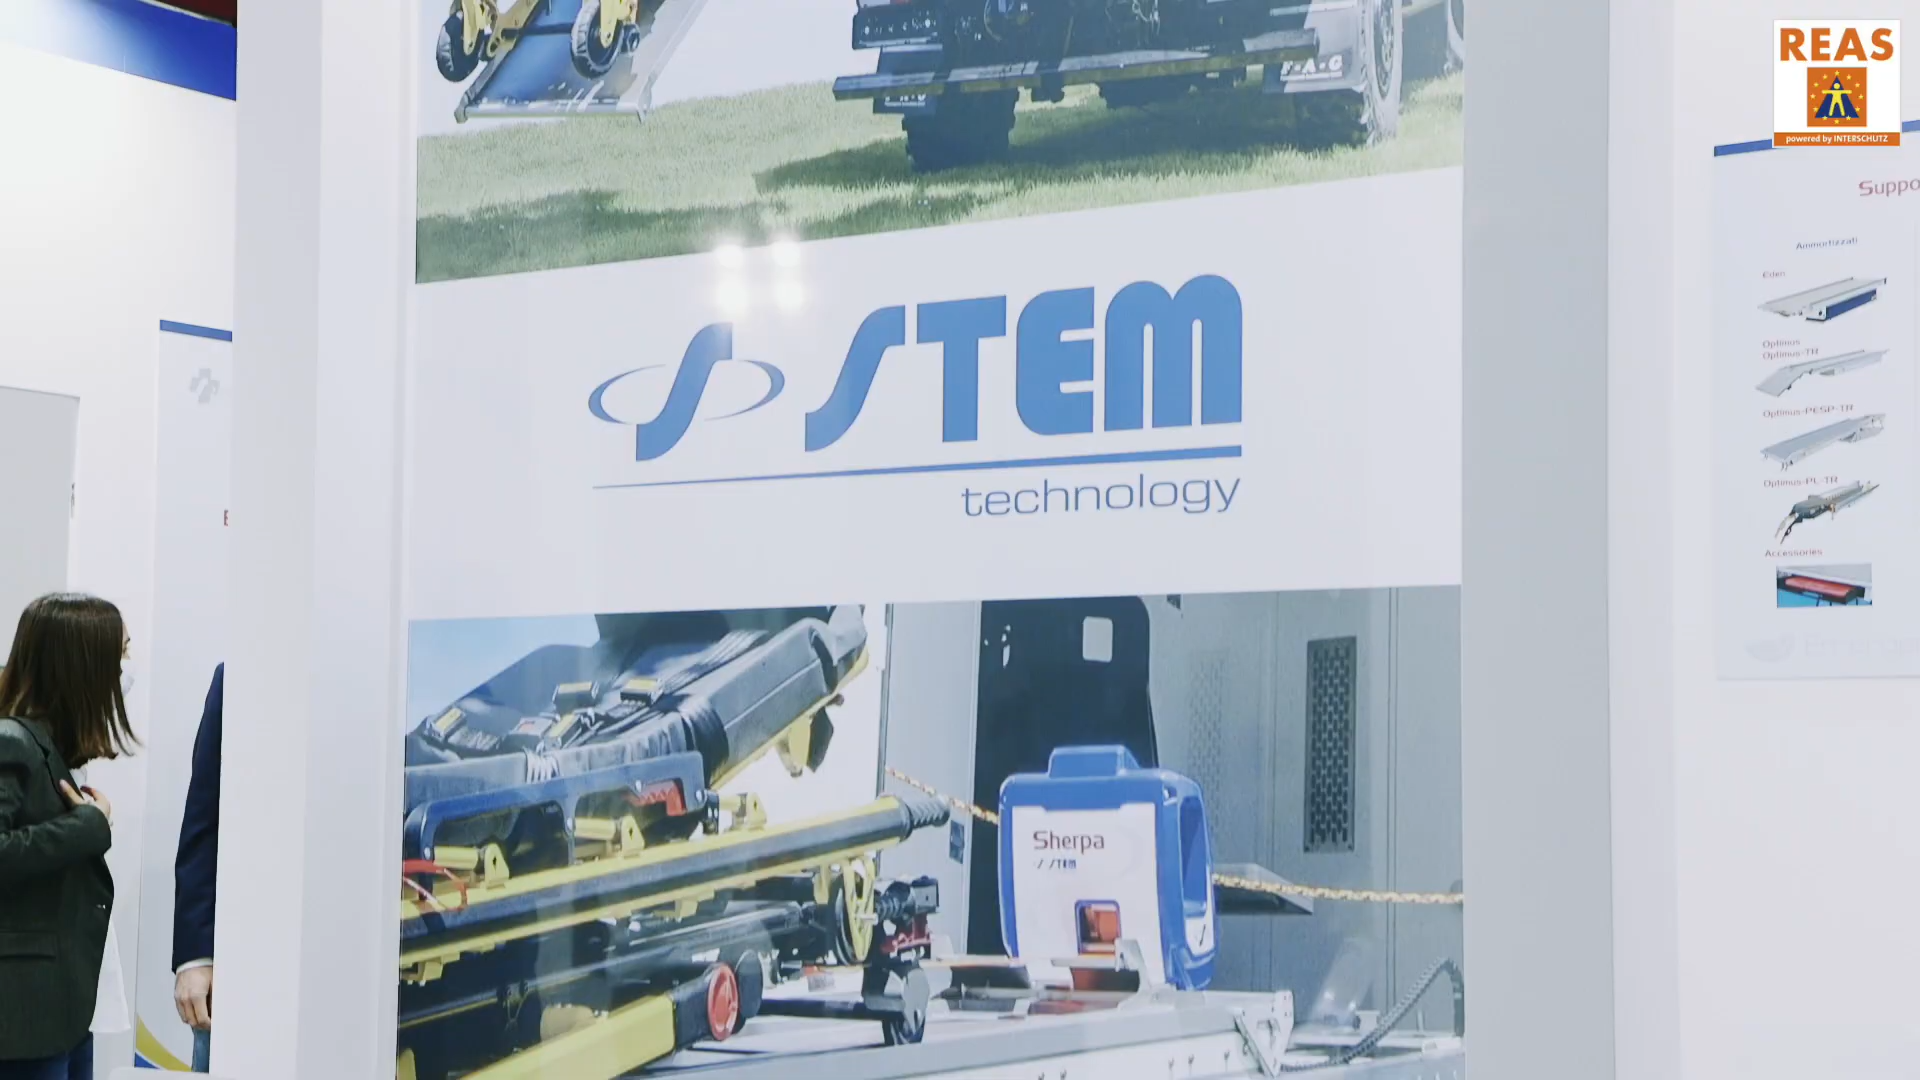 REAS
powered by INTERSCHUTZ
F-A-G
STEM
technology
Suppo
Ammortizzati
Eden
Optimus
Optimus-TR
Optimus-PESP-TR
Optimus-PL-TR
Accessories
Sherpa
STEM